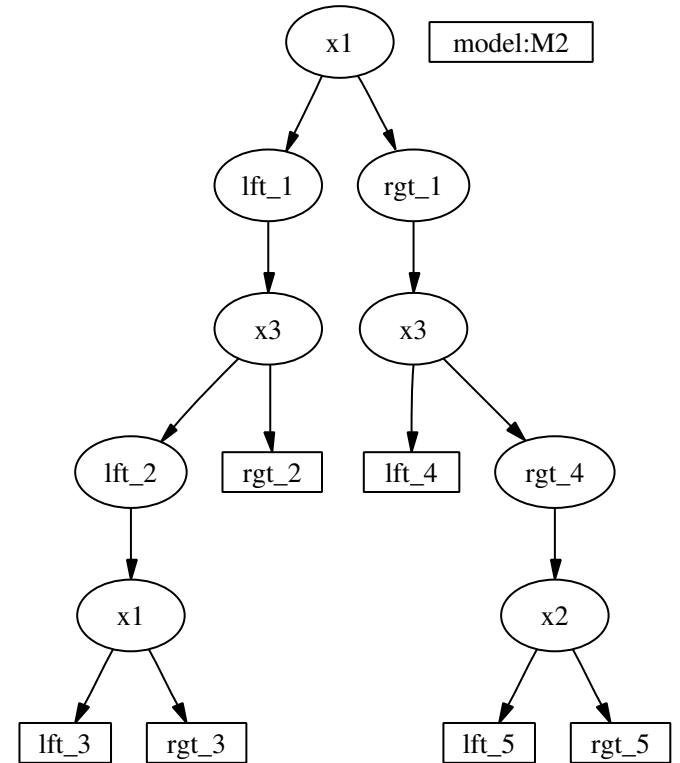 x1
model:M2
lft_1
rgt_1
x3
x3
lft_2
rgt_2
lft_4
rgt_4
x1
x2
lft_3
rgt_3
lft_5
rgt_5